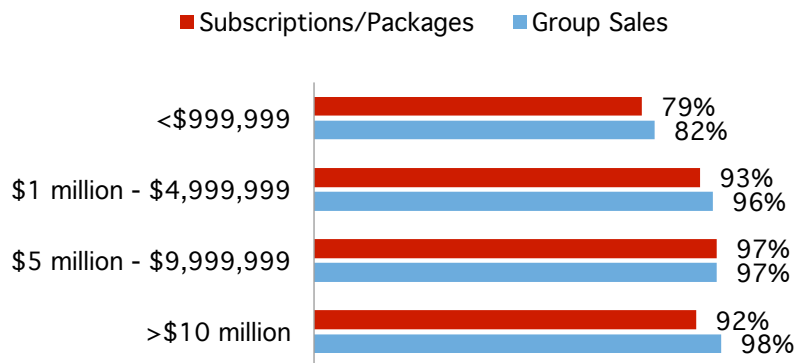 Subscriptions/Packages Group Sales
<$999,999 79%
82%
$1 million - $4,999,999 93%
96%
$5 million - $9,999,999 97%
97%
>$10 million 92%
98%